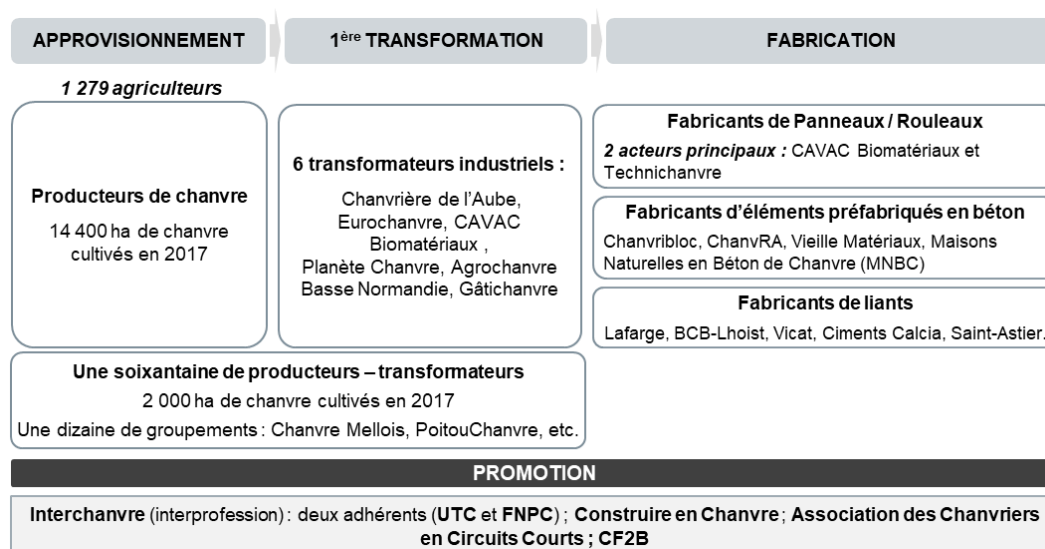 APPROVISIONNEMENT
1ère TRANSFORMATION
FABRICATION
1 279 agriculteurs
Producteurs de chanvre
14 400 ha de chanvre
cultivés en 2017
6 transformateurs industriels :
Chanvrière de l’Aube,
Eurochanvre, CAVAC
Biomatériaux ,
Planète Chanvre, Agrochanvre
Basse Normandie, Gâtichanvre
Fabricants de Panneaux / Rouleaux
2 acteurs principaux : CAVAC Biomatériaux et
Technichanvre
Fabricants d’éléments préfabriqués en béton
Chanvribloc, ChanvRA, Vieille Matériaux, Maisons
Naturelles en Béton de Chanvre (MNBC)
Fabricants de liants
Lafarge, BCB-Lhoist, Vicat, Ciments Calcia, Saint-Astier.
Une soixantaine de producteurs – transformateurs
2 000 ha de chanvre cultivés en 2017
Une dizaine de groupements : Chanvre Mellois, PoitouChanvre, etc.
PROMOTION
Interchanvre (interprofession) : deux adhérents (UTC et FNPC) ; Construire en Chanvre ; Association des Chanvriers
en Circuits Courts ; CF2B